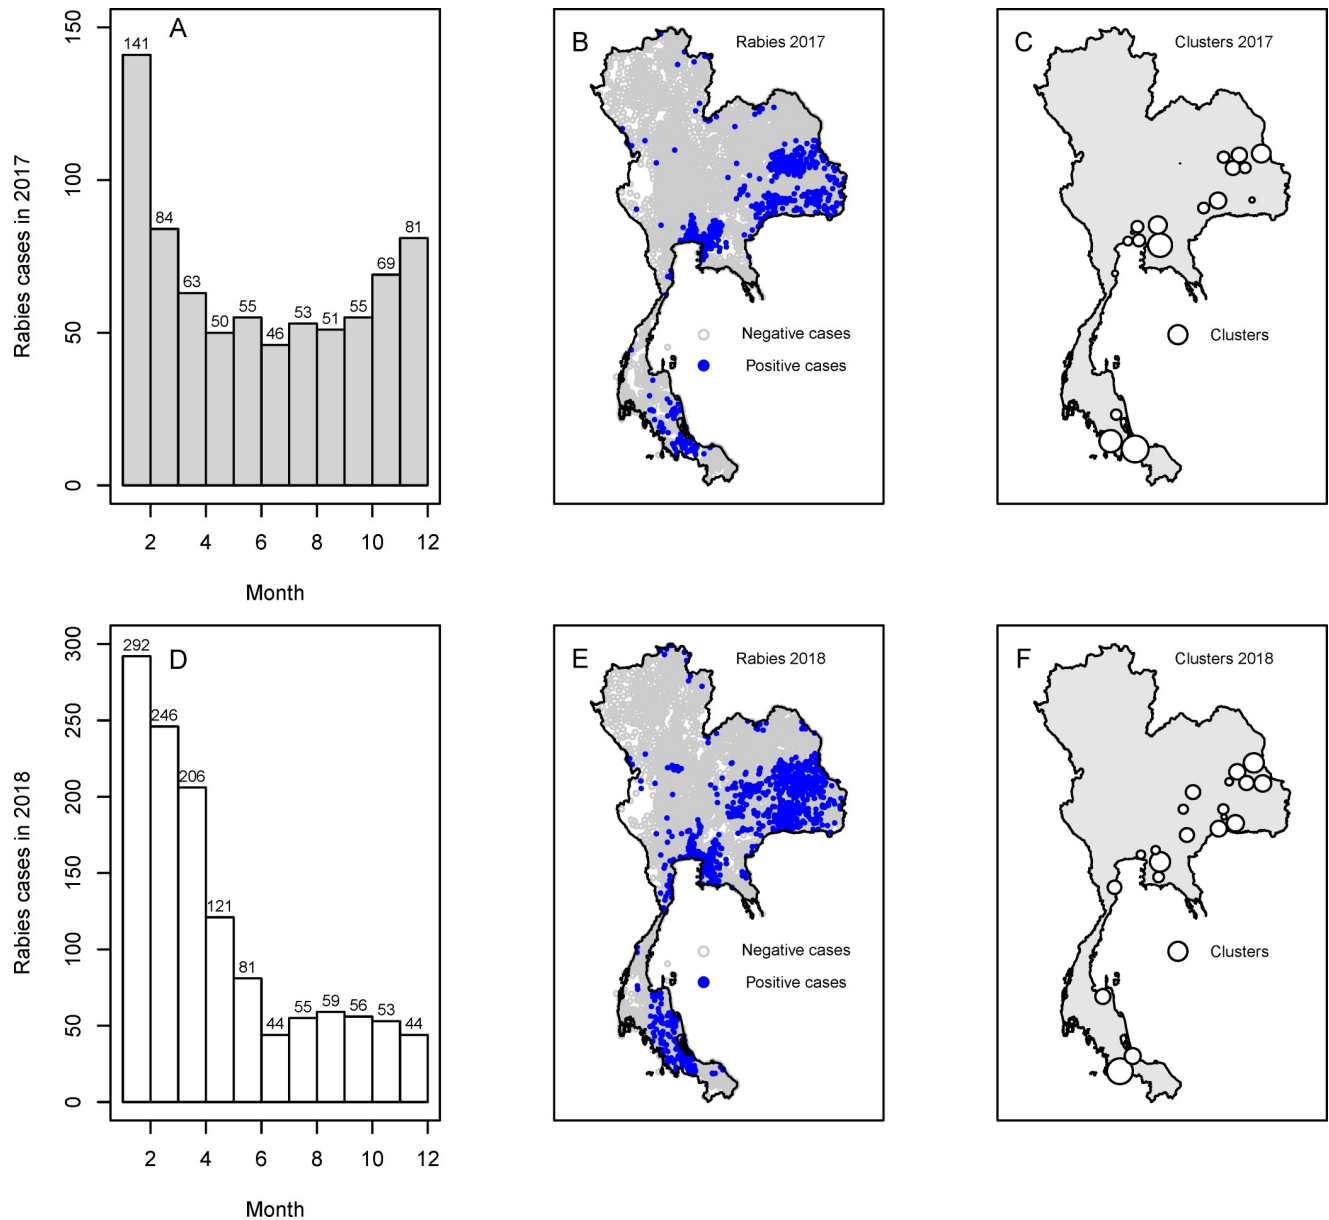 A
Rabies cases in 2017
150
100
50
0
141
84
63
50
55
46
53
51
55
69
81
2 4 6 8 10 12
Month
B
Rabies 2017
Negative cases
Positive cases
C
Clusters 2017
Clusters
D
Rabies cases in 2018
300
250
200
150
100
50
0
292
246
206
121
81
44
55
59
56
53
44
2 4 6 8 10 12
Month
E
Rabies 2018
Negative cases
Positive cases
F
Clusters 2018
Clusters